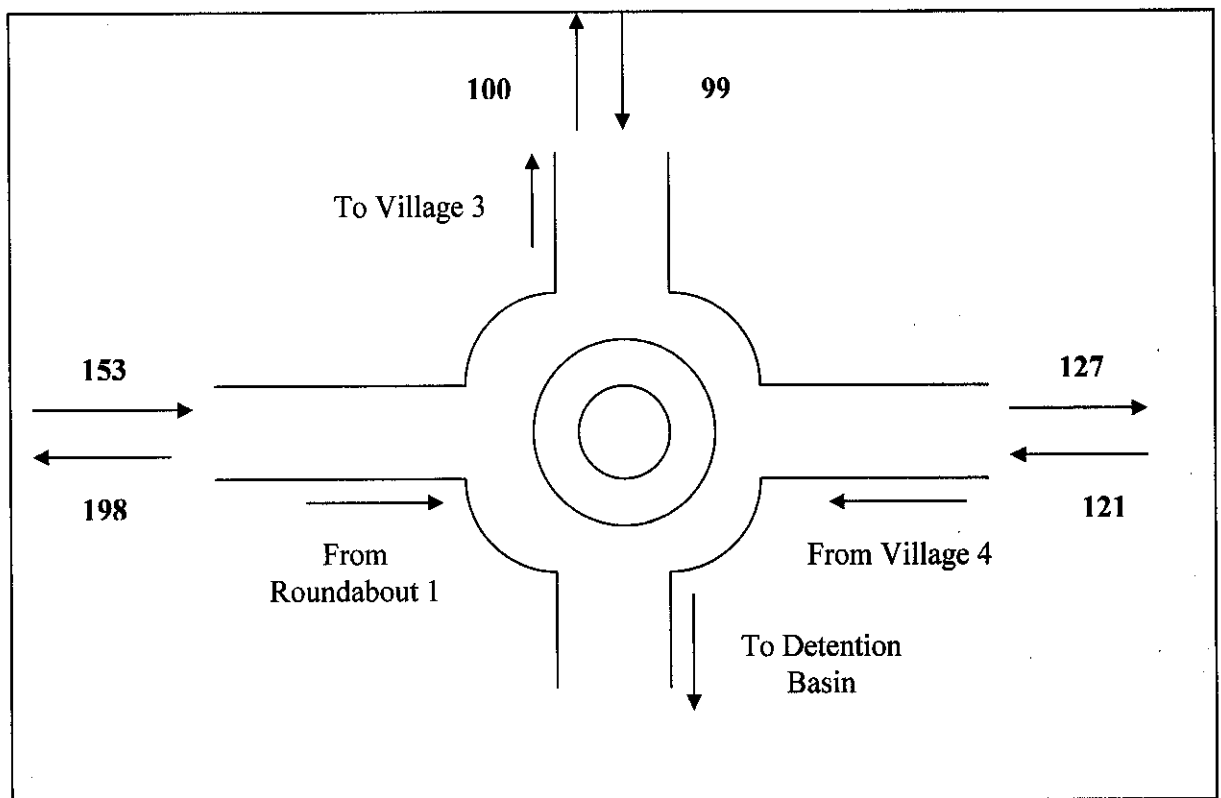 100
99
To Village 3
153
127
198
121
From
Roundabout 1
From Village 4
To Detention
Basin